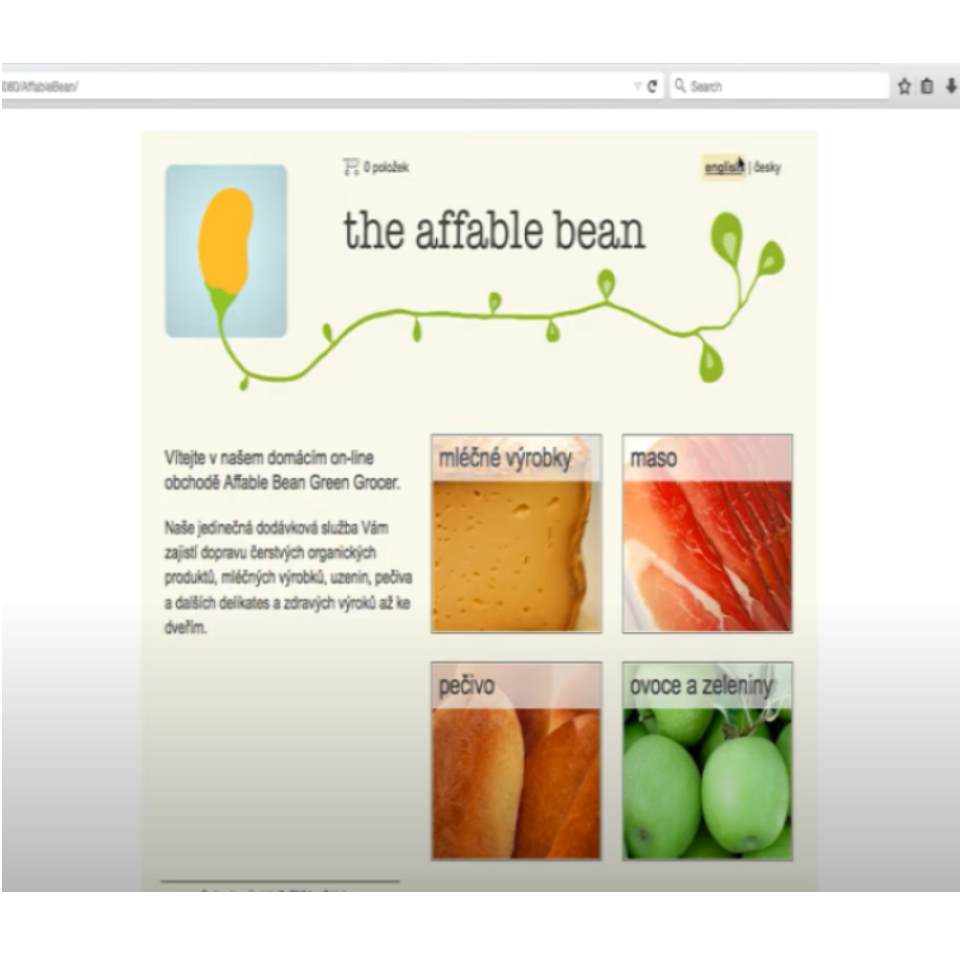 080/AffableBean/
Search
0 položek
english | česky
the affable bean
Vítejte v našem domácím on-line
obchodě Affable Bean Green Grocer.
Naše jedinečná dodávková služba Vám
zajistí dopravu čerstvých organických
produktů, mléčných výrobků, uzenin, pečiva
a dalších delikates a zdravých výroků až ke
dveřím.
mléčné výrobky
maso
pečivo
ovoce a zeleniny